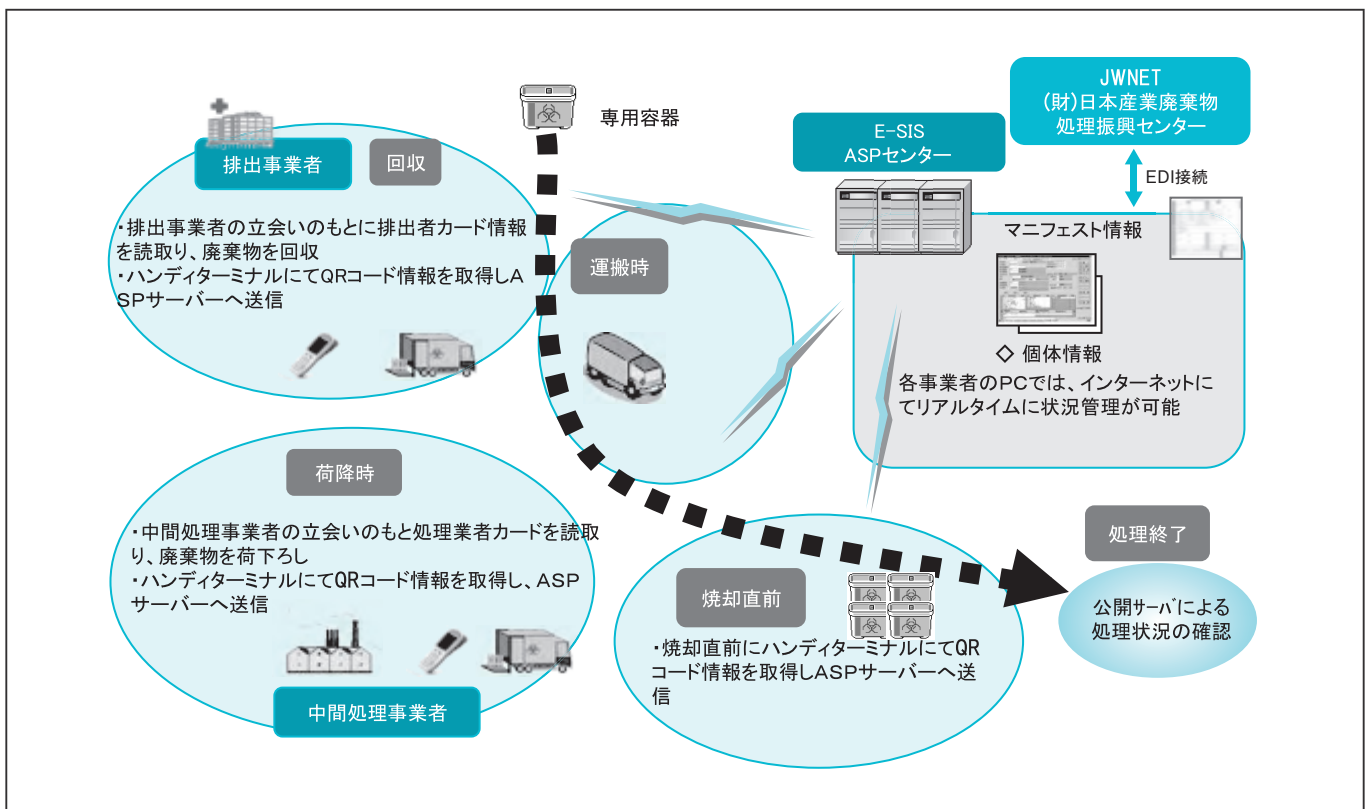 専用容器
排出事業者
回収
・排出事業者の立会いのもとに排出者カード情報
を読取り、廃棄物を回収
・ハンディターミナルにてQRコード情報を取得しA
SPサーバーへ送信
運搬時
E-SIS
ASPセンター
JWNET
(財)日本産業廃棄物
処理振興センター
EDI接続
マニフェスト情報
◇ 個体情報
各事業者のPCでは、インターネットに
てリアルタイムに状況管理が可能
荷降時
・中間処理事業者の立会いのもと処理業者カードを読取
り、廃棄物を荷下ろし
・ハンディターミナルにてQRコード情報を取得し、ASP
サーバーへ送信
中間処理事業者
焼却直前
・焼却直前にハンディターミナルにてQR
コード情報を取得しASPサーバーへ送
信
処理終了
公開サーバによる
処理状況の確認